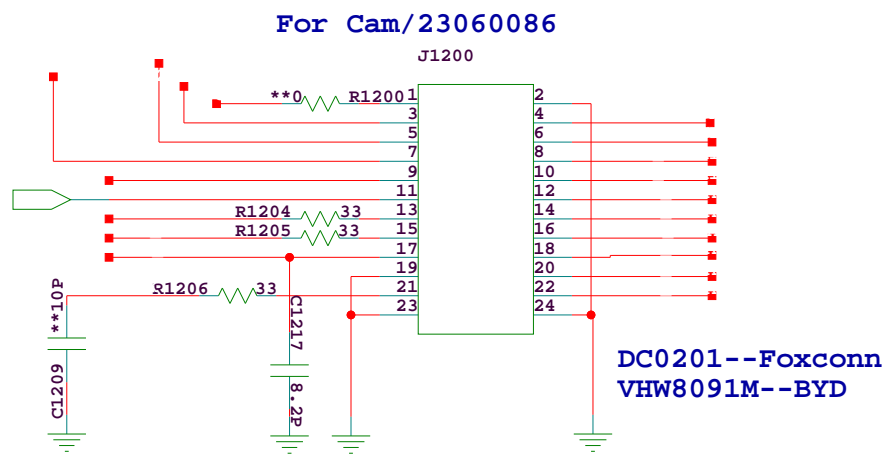 For Cam/23060086
J1200
**0 R1200 1 2
3 4
5 6
7 8
9 10
11 12
R1204 33 13 14
R1205 33 15 16
17 18
19 20
R1206 33 21 22
23 24
**10P
C1209
C1217
8.2P
DC0201--Foxconn
VHW8091M--BYD